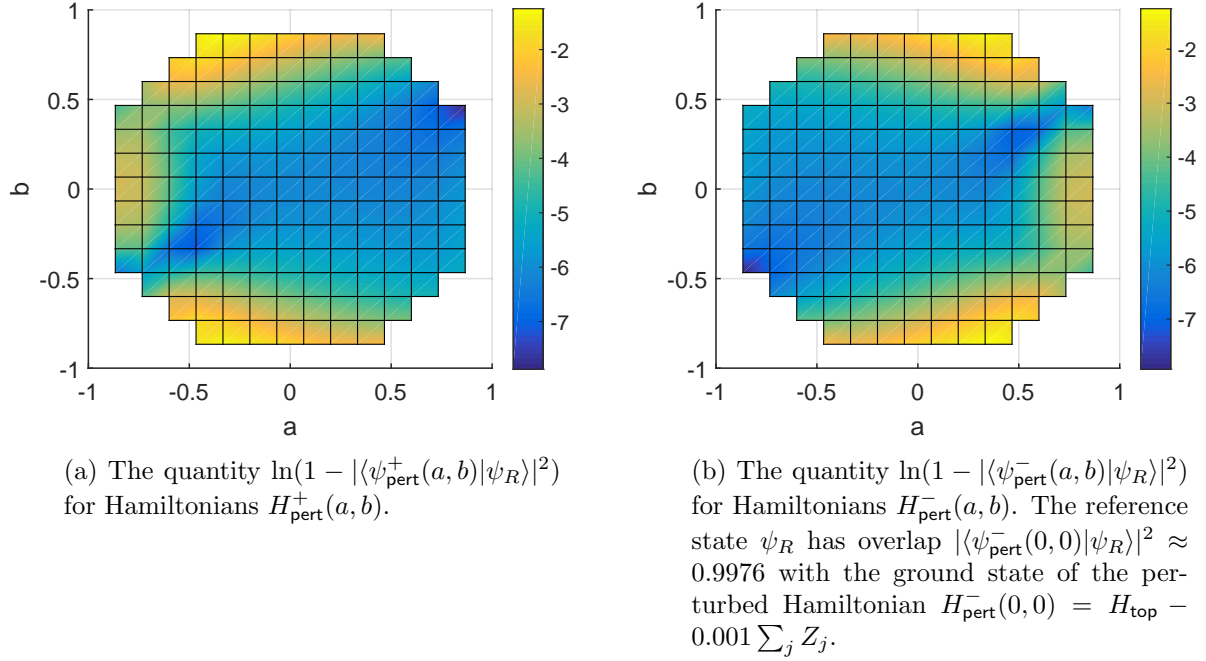 1
0.5
0
-0.5
-1
b
-1
-0.5
0
0.5
1
a
-2
-3
-4
-5
-6
-7
(a) The quantity ln(1 − |⟨ψ⁺pert(a, b)|ψR⟩|²)
for Hamiltonians H⁺pert(a, b).
1
0.5
0
-0.5
-1
b
-1
-0.5
0
0.5
1
a
-2
-3
-4
-5
-6
-7
(b) The quantity ln(1 − |⟨ψ⁻pert(a, b)|ψR⟩|²)
for Hamiltonians H⁻pert(a, b). The reference
state ψR has overlap |⟨ψ⁻pert(0, 0)|ψR⟩|² ≈
0.9976 with the ground state of the per-
turbed Hamiltonian H⁻pert(0, 0) = Htop −
0.001 ∑j Zj.